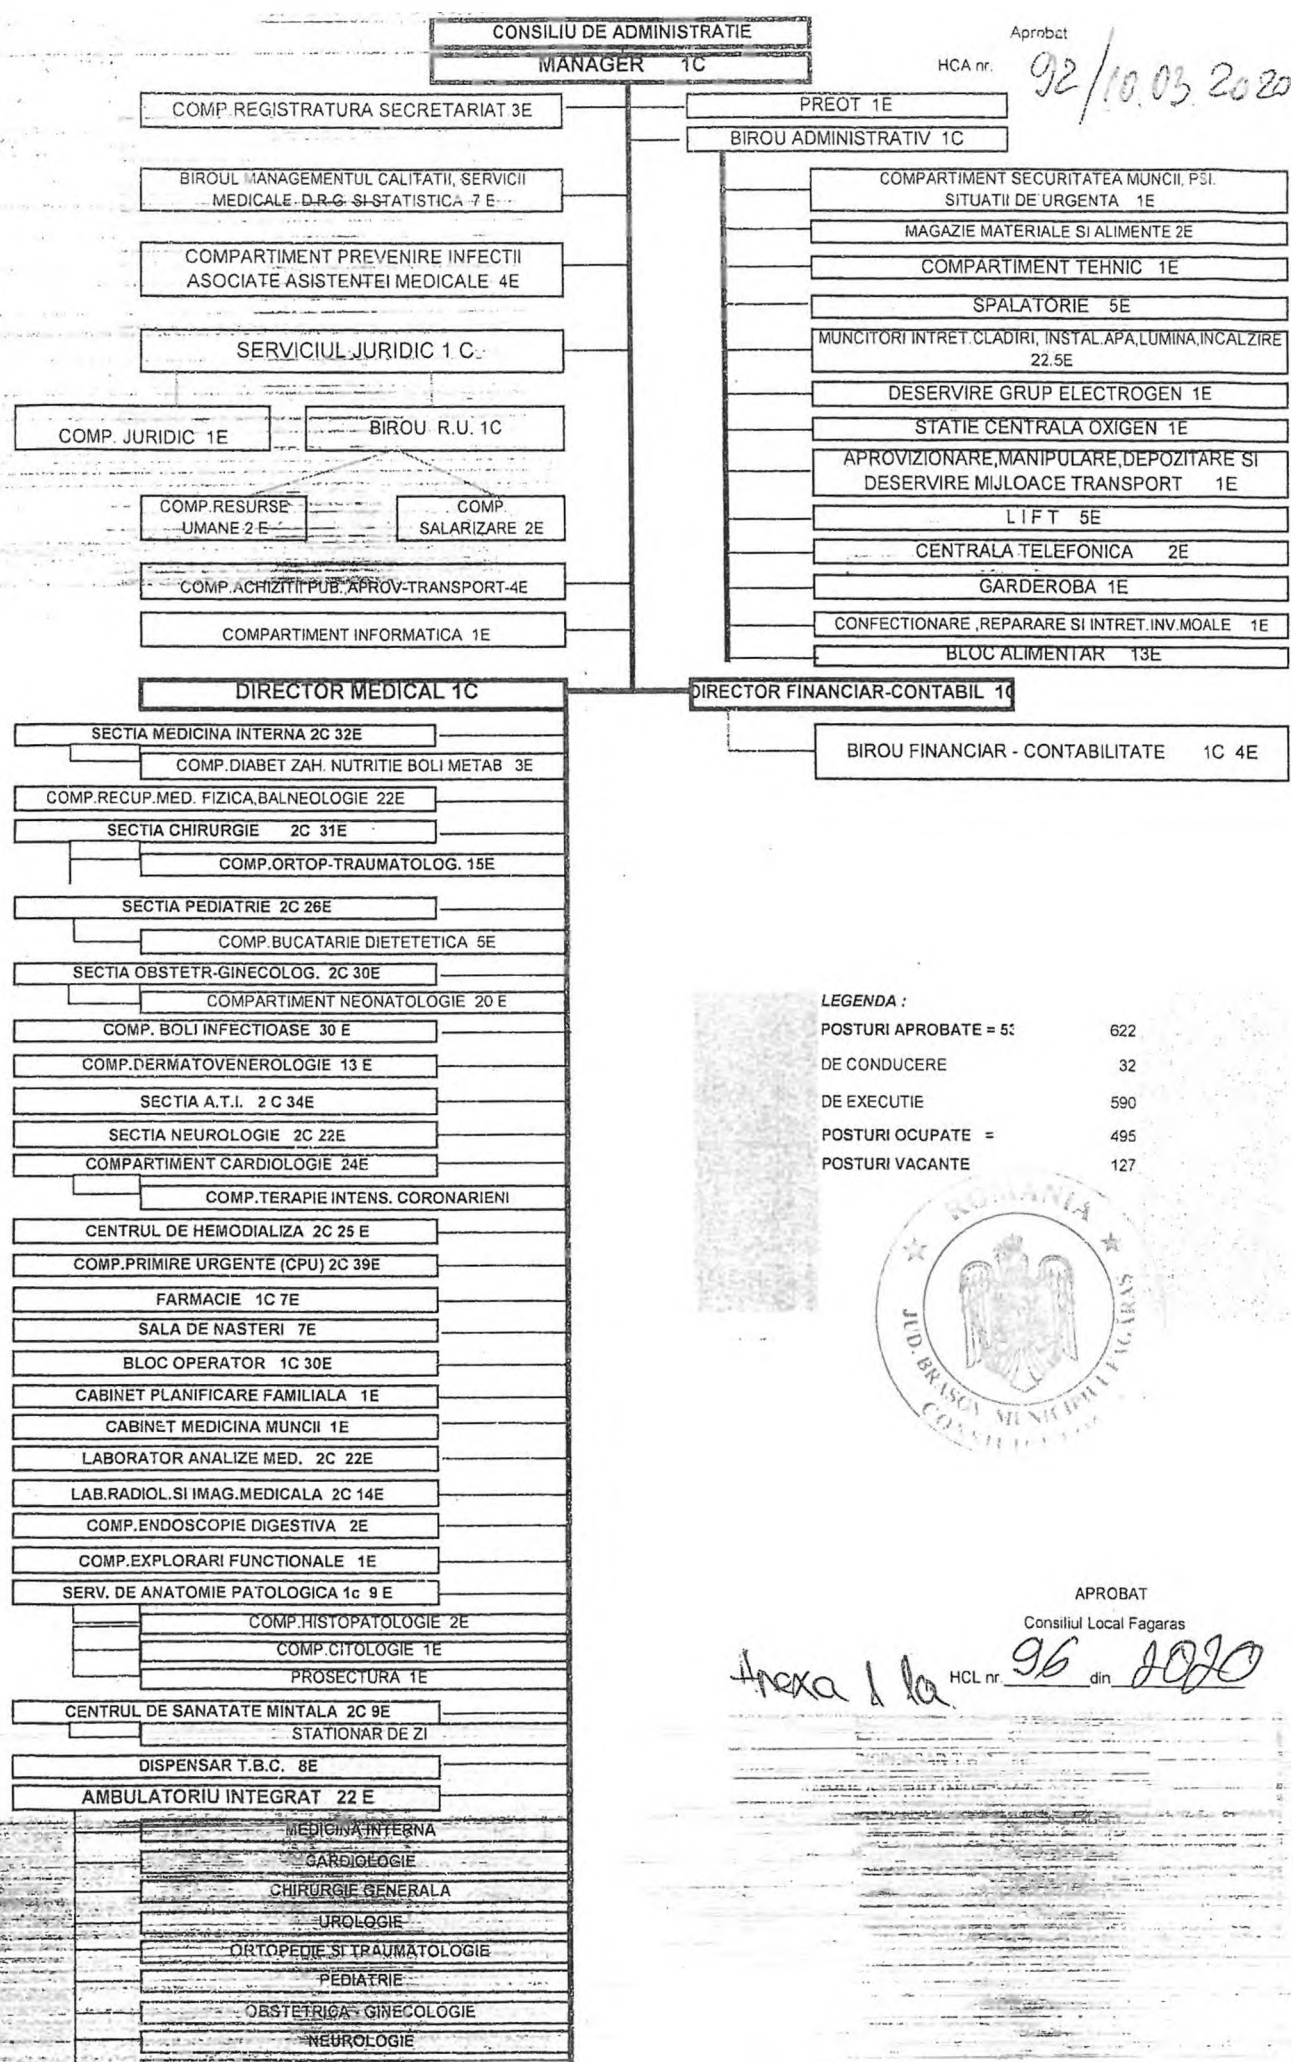 CONSILIU DE ADMINISTRATIE
MANAGER 1C
Aprobat
HCA nr. 92/10.03.2020
COMP.REGISTRATURA SECRETARIAT 3E
PREOT 1E
BIROU ADMINISTRATIV 1C
BIROUL MANAGEMENTUL CALITATII, SERVICII
MEDICALE D.R.G. SI STATISTICA 7 E
COMPARTIMENT PREVENIRE INFECTII
ASOCIATE ASISTENTEI MEDICALE 4E
SERVICIUL JURIDIC 1 C
COMP. JURIDIC 1E
BIROU R.U. 1C
COMP.RESURSE
UMANE 2 E
COMP.
SALARIZARE 2E
COMP.ACHIZITII PUB.,APROV-TRANSPORT-4E
COMPARTIMENT INFORMATICA 1E
COMPARTIMENT SECURITATEA MUNCII, PSI.
SITUATII DE URGENTA 1E
MAGAZIE MATERIALE SI ALIMENTE 2E
COMPARTIMENT TEHNIC 1E
SPALATORIE 5E
MUNCITORI INTRET.CLADIRI, INSTAL.APA,LUMINA,INCALZIRE
22.5E
DESERVIRE GRUP ELECTROGEN 1E
STATIE CENTRALA OXIGEN 1E
APROVIZIONARE,MANIPULARE,DEPOZITARE SI
DESERVIRE MIJLOACE TRANSPORT 1E
LIFT 5E
CENTRALA TELEFONICA 2E
GARDEROBA 1E
CONFECTIONARE ,REPARARE SI INTRET.INV.MOALE 1E
BLOC ALIMENTAR 13E
DIRECTOR MEDICAL 1C
DIRECTOR FINANCIAR-CONTABIL 1C
BIROU FINANCIAR - CONTABILITATE 1C 4E
SECTIA MEDICINA INTERNA 2C 32E
COMP.DIABET ZAH. NUTRITIE BOLI METAB 3E
COMP.RECUP.MED. FIZICA,BALNEOLOGIE 22E
SECTIA CHIRURGIE 2C 31E
COMP.ORTOP-TRAUMATOLOG. 15E
SECTIA PEDIATRIE 2C 26E
COMP.BUCATARIE DIETETETICA 5E
SECTIA OBSTETR-GINECOLOG. 2C 30E
COMPARTIMENT NEONATOLOGIE 20 E
COMP. BOLI INFECTIOASE 30 E
COMP.DERMATOVENEROLOGIE 13 E
SECTIA A.T.I. 2 C 34E
SECTIA NEUROLOGIE 2C 22E
COMPARTIMENT CARDIOLOGIE 24E
COMP.TERAPIE INTENS. CORONARIENI
CENTRUL DE HEMODIALIZA 2C 25 E
COMP.PRIMIRE URGENTE (CPU) 2C 39E
FARMACIE 1C 7E
SALA DE NASTERI 7E
BLOC OPERATOR 1C 30E
CABINET PLANIFICARE FAMILIALA 1E
CABINET MEDICINA MUNCII 1E
LABORATOR ANALIZE MED. 2C 22E
LAB.RADIOL.SI IMAG.MEDICALA 2C 14E
COMP.ENDOSCOPIE DIGESTIVA 2E
COMP.EXPLORARI FUNCTIONALE 1E
SERV. DE ANATOMIE PATOLOGICA 1c 9 E
COMP.HISTOPATOLOGIE 2E
COMP.CITOLOGIE 1E
PROSECTURA 1E
CENTRUL DE SANATATE MINTALA 2C 9E
STATIONAR DE ZI
DISPENSAR T.B.C. 8E
AMBULATORIU INTEGRAT 22 E
MEDICINA INTERNA
CARDIOLOGIE
CHIRURGIE GENERALA
UROLOGIE
ORTOPEDIE SI TRAUMATOLOGIE
PEDIATRIE
OBSTETRICA - GINECOLOGIE
NEUROLOGIE
LEGENDA :
POSTURI APROBATE = 53 622
DE CONDUCERE 32
DE EXECUTIE 590
POSTURI OCUPATE = 495
POSTURI VACANTE 127
ROMANIA
JUD. BRASOV MUNICIPIUL FAGARAS
APROBAT
Consiliul Local Fagaras
Anexa 1 la HCL nr. 96 din 2020